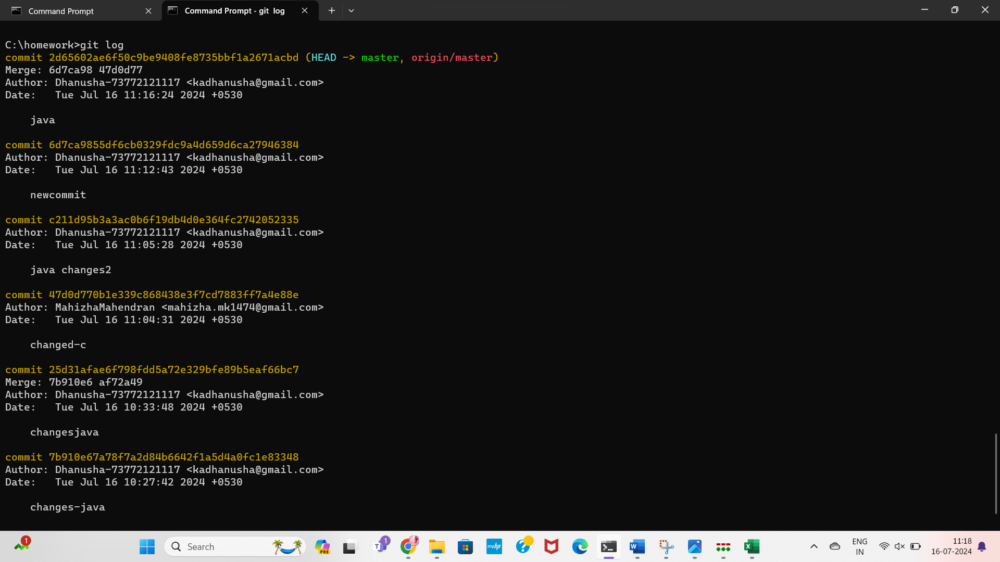 Command Prompt
Command Prompt - git  log
C:\homework>git log
commit 2d65602ae6f50c9be9408fe8735bbf1a2671acbd (HEAD -> master, origin/master)
Merge: 6d7ca98 47d0d77
Author: Dhanusha-73772121117 <kadhanusha@gmail.com>
Date:   Tue Jul 16 11:16:24 2024 +0530
java
commit 6d7ca9855df6cb0329fdc9a4d659d6ca27946384
Author: Dhanusha-73772121117 <kadhanusha@gmail.com>
Date:   Tue Jul 16 11:12:43 2024 +0530
newcommit
commit c211d95b3a3ac0b6f19db4d0e364fc2742052335
Author: Dhanusha-73772121117 <kadhanusha@gmail.com>
Date:   Tue Jul 16 11:05:28 2024 +0530
java changes2
commit 47d0d770b1e339c868438e3f7cd7883ff7a4e88e
Author: MahizhaMahendran <mahizha.mk1474@gmail.com>
Date:   Tue Jul 16 11:04:31 2024 +0530
changed-c
commit 25d31afae6f798fdd5a72e329bfe89b5eaf66bc7
Merge: 7b910e6 af72a49
Author: Dhanusha-73772121117 <kadhanusha@gmail.com>
Date:   Tue Jul 16 10:33:48 2024 +0530
changesjava
commit 7b910e67a78f7a2d84b6642f1a5d4a0fc1e83348
Author: Dhanusha-73772121117 <kadhanusha@gmail.com>
Date:   Tue Jul 16 10:27:42 2024 +0530
changes-java
1
Search
PRE
T
1
myhp
?
W
X
ENG
IN
11:18
16-07-2024